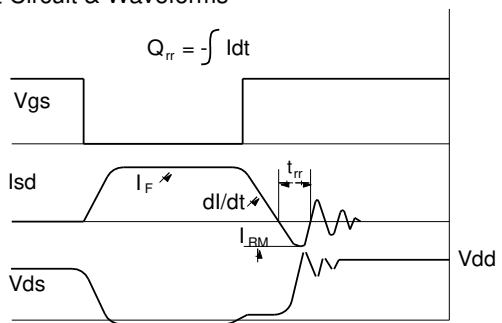 Circuit & Waveforms
Qrr = -∫ Idt
Vgs
Isd
IF
trr
dI/dt
IRM
Vdd
Vds